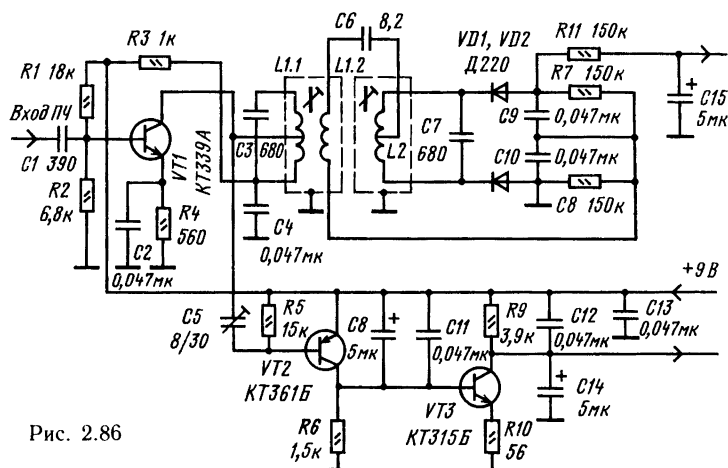 C6 8,2
R3 1к
L1.1
L1.2
VD1, VD2
Д220
R11 150к
R1 18к
R7 150к
Вход ПЧ
C15
5мк
C9
0,047мк
C3 680
L2
C7
680
VT1
КТ339А
C1 390
C10
0,047мк
R2
6,8к
R4
560
C4
0,047мк
C8 150к
C2
0,047мк
+9 В
C5
8/30
R5
15к
C8
5мк
C11
0,047мк
R9
3,9к
C12
0,047мк
C13
0,047мк
VT2
КТ361Б
VT3
КТ315Б
C14
5мк
R6
1,5к
R10
56
Рис. 2.86